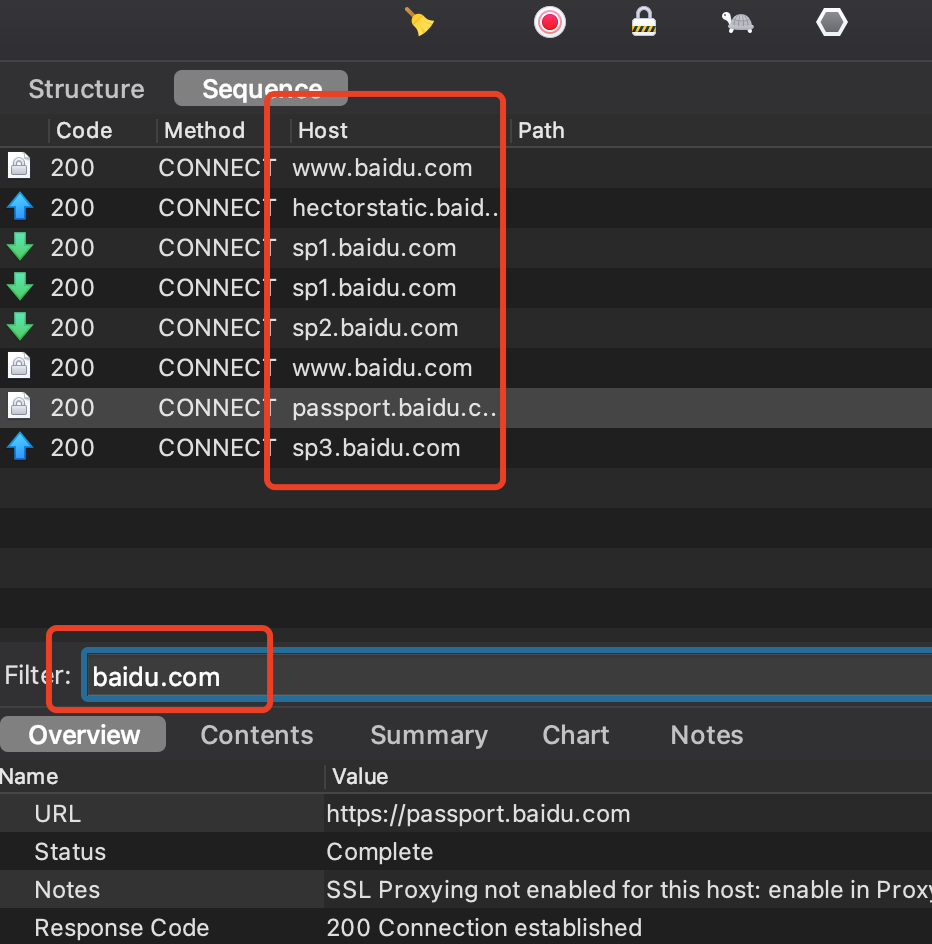 Structure Sequence
Code Method Host Path
200 CONNECT www.baidu.com
200 CONNECT hectorstatic.baid..
200 CONNECT sp1.baidu.com
200 CONNECT sp1.baidu.com
200 CONNECT sp2.baidu.com
200 CONNECT www.baidu.com
200 CONNECT passport.baidu.c..
200 CONNECT sp3.baidu.com
Filter: baidu.com
Overview Contents Summary Chart Notes
Name Value
URL https://passport.baidu.com
Status Complete
Notes SSL Proxying not enabled for this host: enable in Proxy
Response Code 200 Connection established